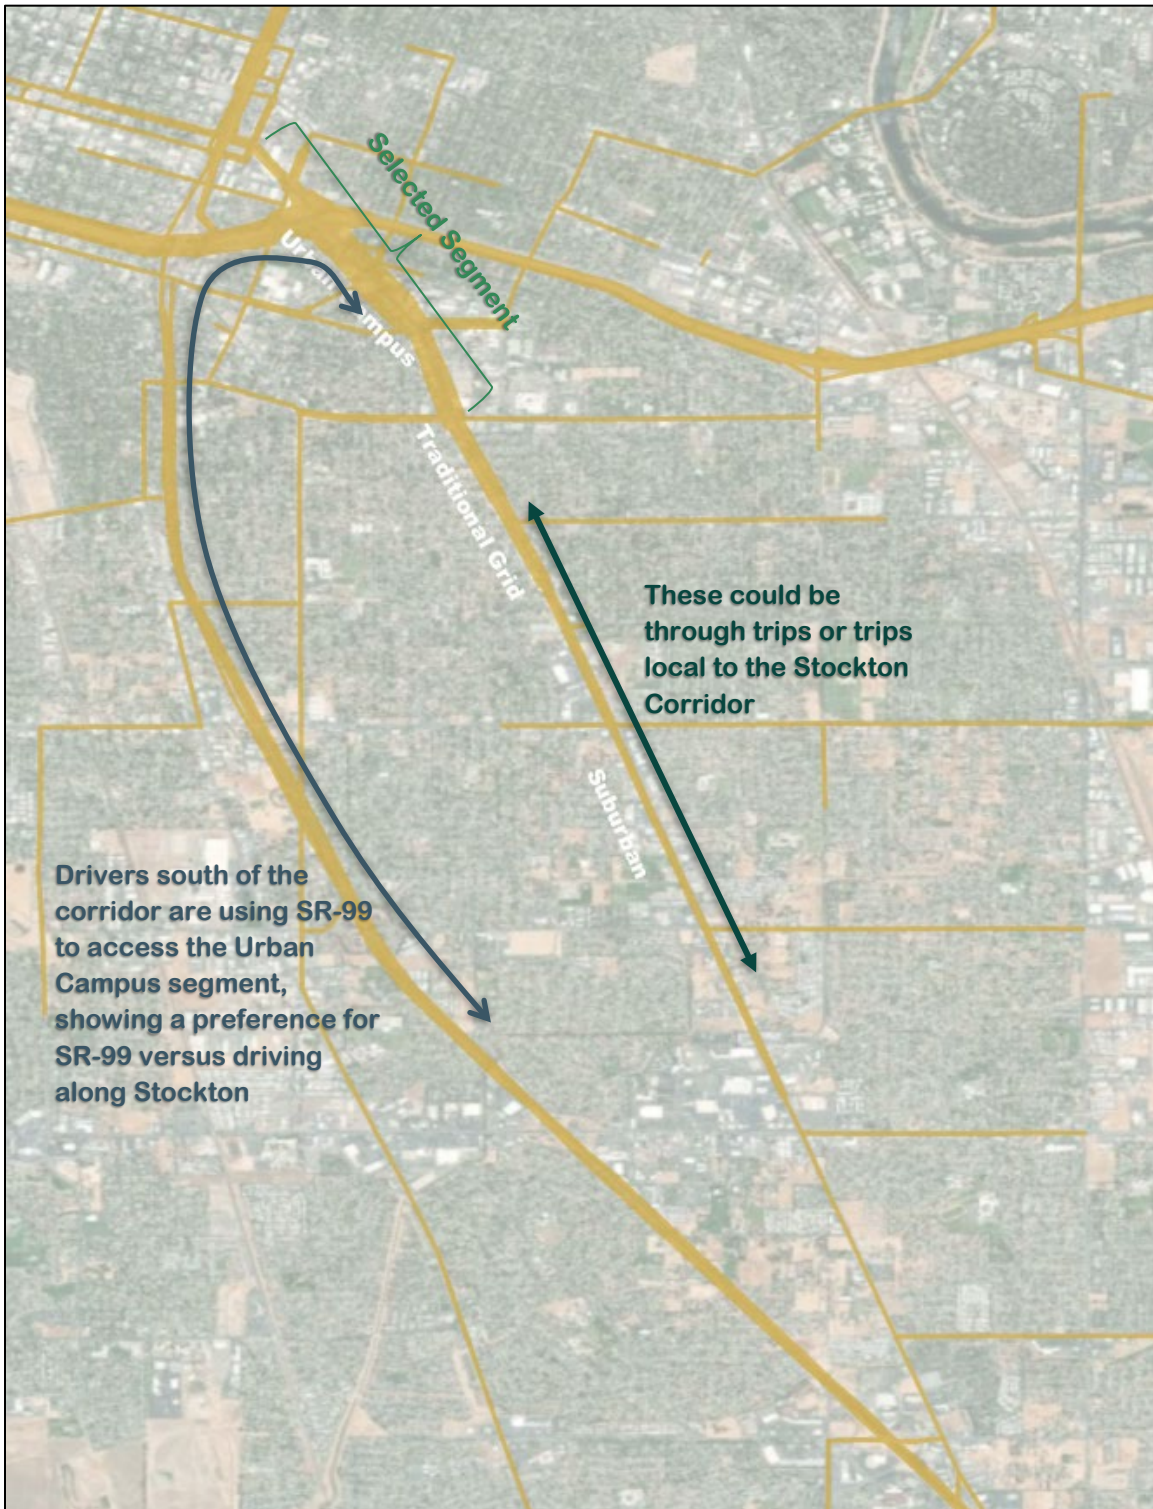 Selected Segment
Urban Campus
Traditional Grid
These could be
through trips or trips
local to the Stockton
Corridor
Suburban
Drivers south of the
corridor are using SR-99
to access the Urban
Campus segment,
showing a preference for
SR-99 versus driving
along Stockton